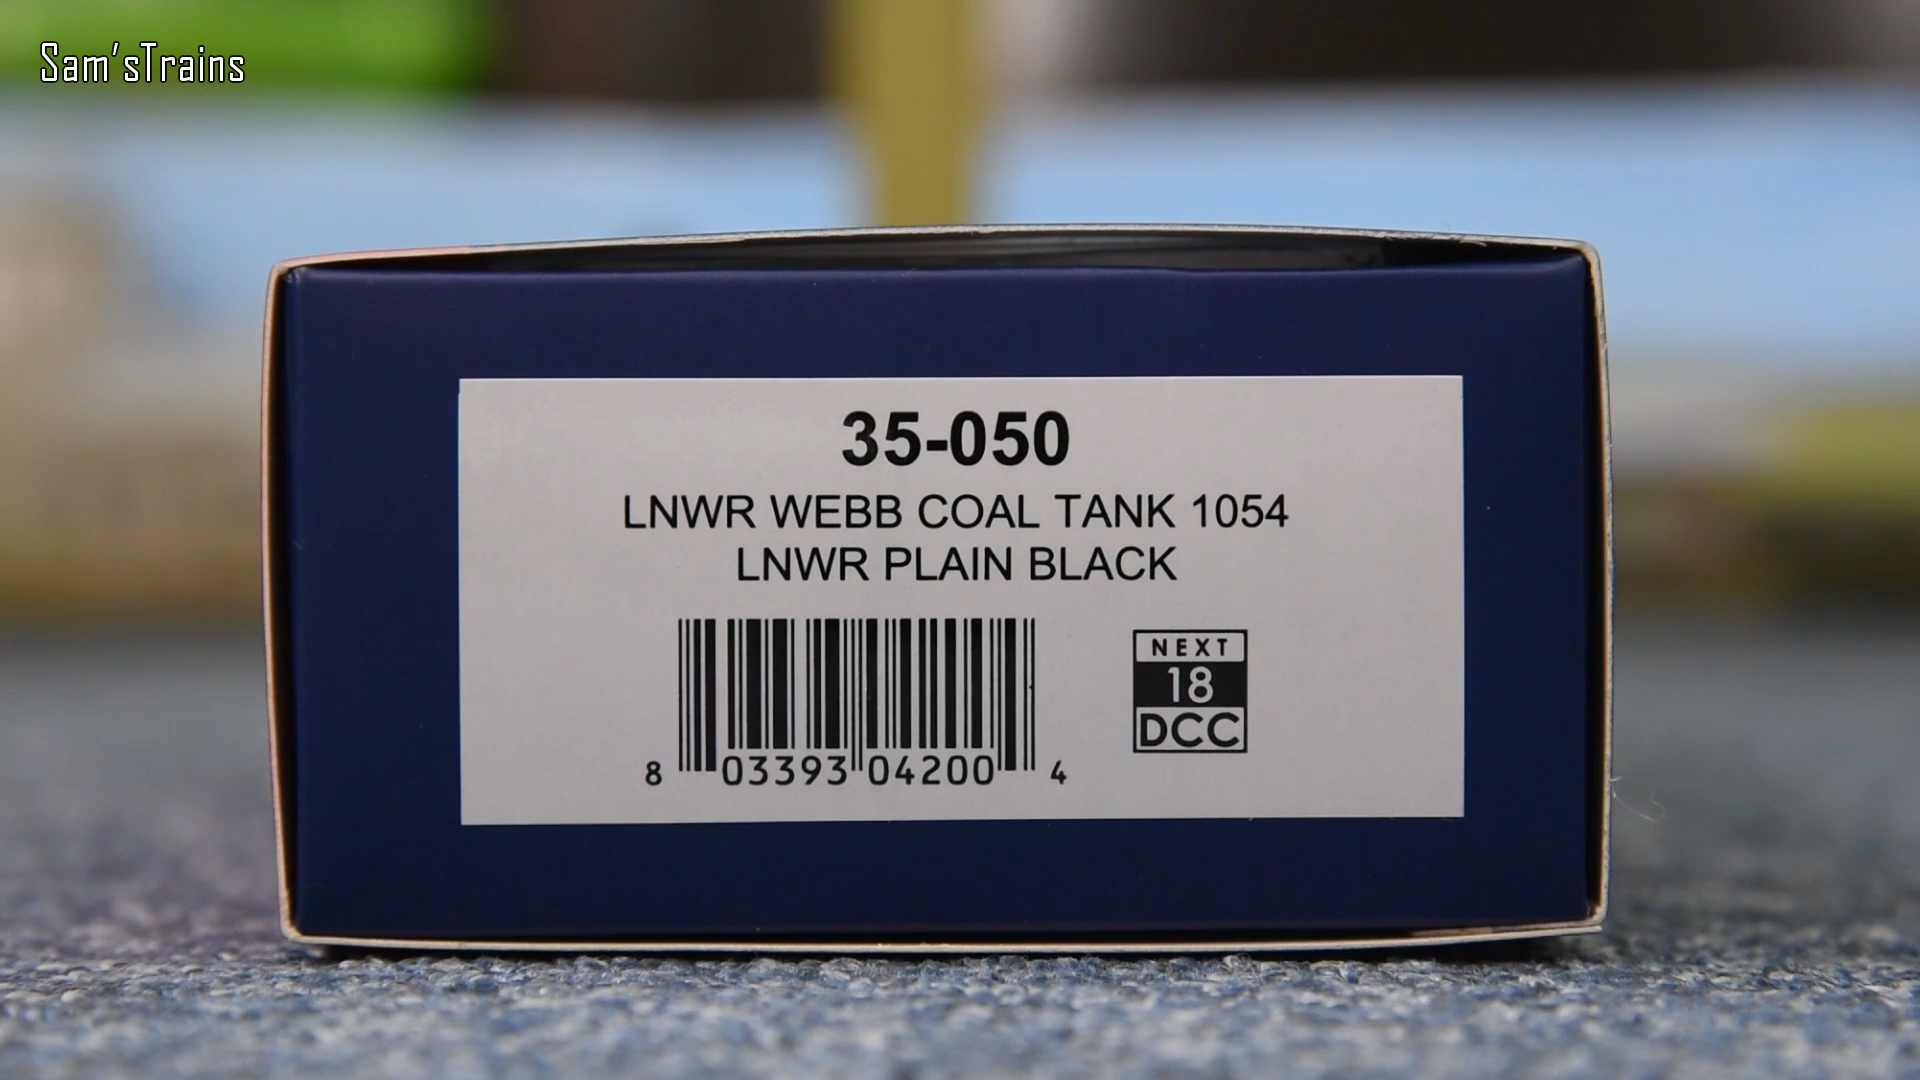 Sam'sTrains
35-050
LNWR WEBB COAL TANK 1054
LNWR PLAIN BLACK
8 03393 04200 4
NEXT
18
DCC